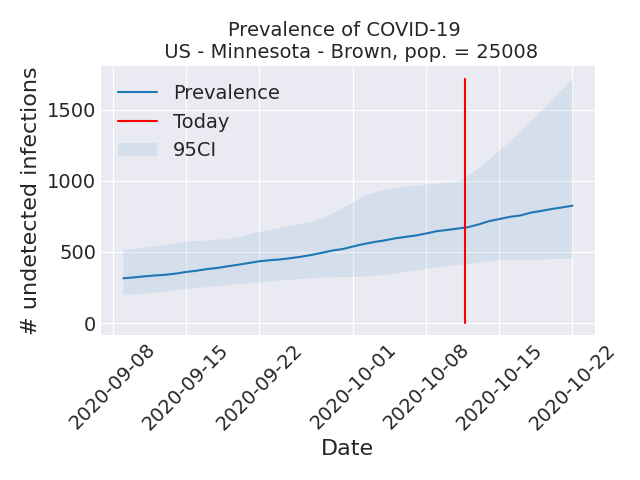 Prevalence of COVID-19
US - Minnesota - Brown, pop. = 25008
# undetected infections
1500
1000
500
0
Prevalence
Today
95CI
2020-09-08
2020-09-15
2020-09-22
2020-10-01
2020-10-08
2020-10-15
2020-10-22
Date